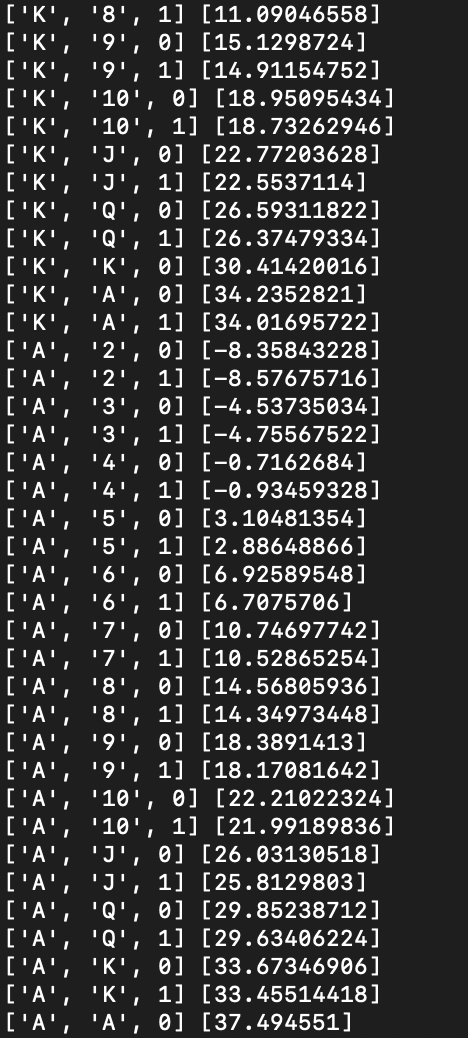 ['K', '8', 1] [11.09046558]
['K', '9', 0] [15.1298724]
['K', '9', 1] [14.91154752]
['K', '10', 0] [18.95095434]
['K', '10', 1] [18.73262946]
['K', 'J', 0] [22.77203628]
['K', 'J', 1] [22.5537114]
['K', 'Q', 0] [26.59311822]
['K', 'Q', 1] [26.37479334]
['K', 'K', 0] [30.41420016]
['K', 'A', 0] [34.2352821]
['K', 'A', 1] [34.01695722]
['A', '2', 0] [-8.35843228]
['A', '2', 1] [-8.57675716]
['A', '3', 0] [-4.53735034]
['A', '3', 1] [-4.75567522]
['A', '4', 0] [-0.7162684]
['A', '4', 1] [-0.93459328]
['A', '5', 0] [3.10481354]
['A', '5', 1] [2.88648866]
['A', '6', 0] [6.92589548]
['A', '6', 1] [6.7075706]
['A', '7', 0] [10.74697742]
['A', '7', 1] [10.52865254]
['A', '8', 0] [14.56805936]
['A', '8', 1] [14.34973448]
['A', '9', 0] [18.3891413]
['A', '9', 1] [18.17081642]
['A', '10', 0] [22.21022324]
['A', '10', 1] [21.99189836]
['A', 'J', 0] [26.03130518]
['A', 'J', 1] [25.8129803]
['A', 'Q', 0] [29.85238712]
['A', 'Q', 1] [29.63406224]
['A', 'K', 0] [33.67346906]
['A', 'K', 1] [33.45514418]
['A', 'A', 0] [37.494551]